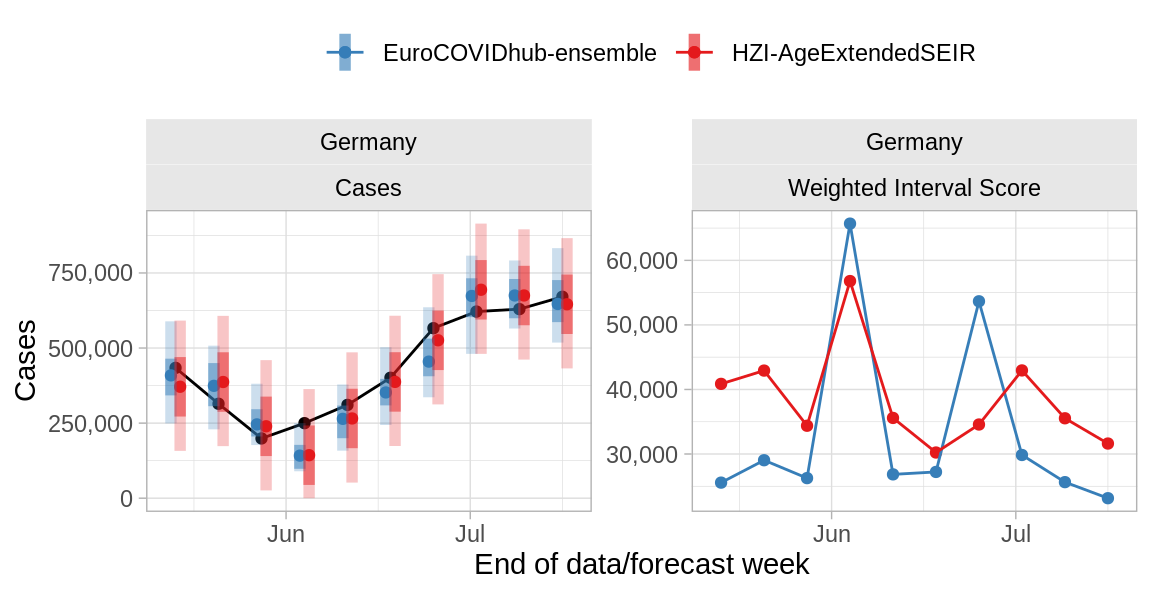 EuroCOVIDhub-ensemble HZI-AgeExtendedSEIR
Germany
Cases
Cases
750,000
500,000
250,000
0
Jun Jul
Germany
Weighted Interval Score
60,000
50,000
40,000
30,000
Jun Jul
End of data/forecast week